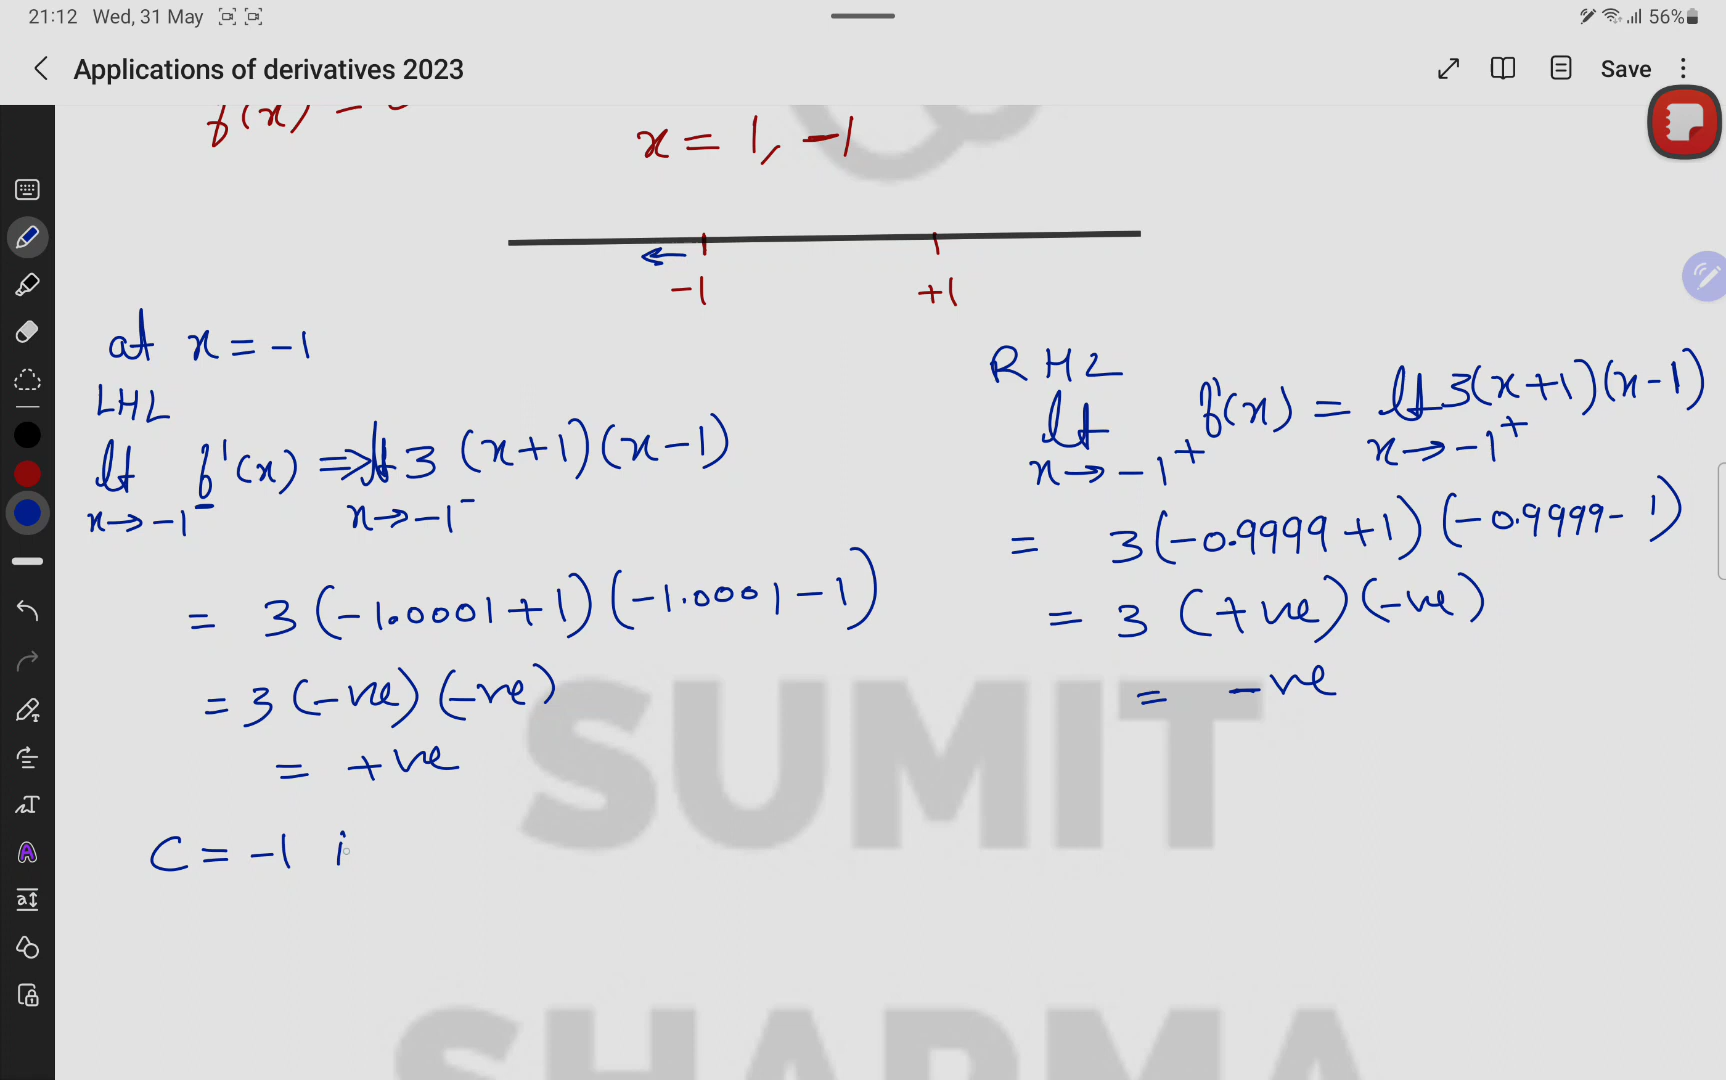 21:12 Wed, 31 May 56%
Applications of derivatives 2023 Save
x = 1, -1
-1 +1
at x = -1
LHL
lt f'(x) ⇒ lt 3 (x+1)(x-1)
x→-1⁻ x→-1⁻
= 3(-1.0001+1)(-1.0001-1)
= 3(-ve)(-ve)
= +ve
C = -1 i
RHL
lt f'(x) = lt 3(x+1)(x-1)
x→-1⁺ x→-1⁺
= 3(-0.9999+1)(-0.9999-1)
= 3 (+ve)(-ve)
= -ve
SUMIT
SHARMA